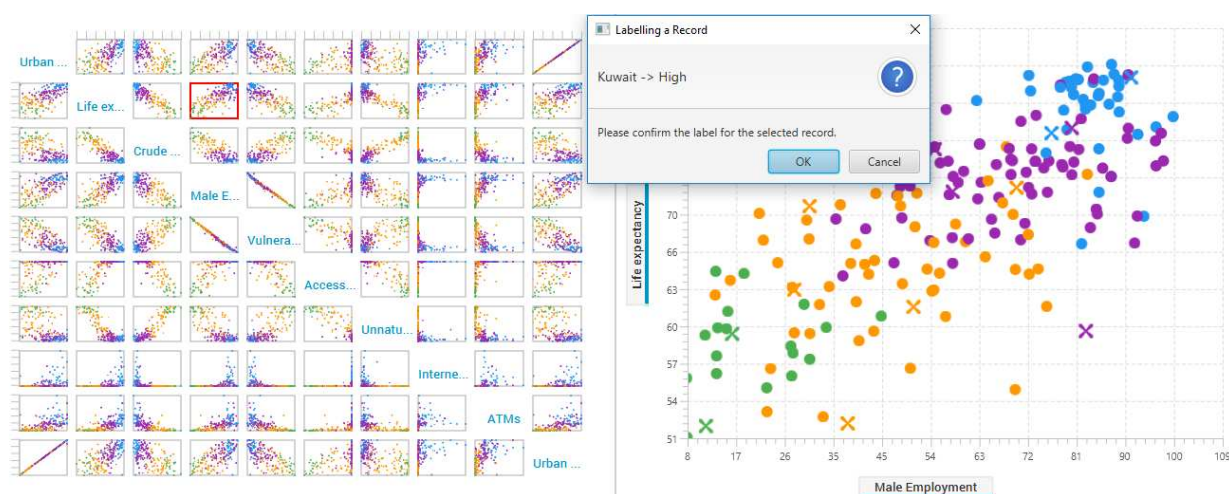 Urban ...
Life ex...
Crude ...
Male E...
Vulnera...
Access...
Unnatu...
Interne...
ATMs
Urban ...
Labelling a Record
Kuwait -> High
?
Please confirm the label for the selected record.
OK
Cancel
Life expectancy
70
66
63
60
57
54
51
8
17
26
35
45
54
63
72
81
90
100
109
Male Employment